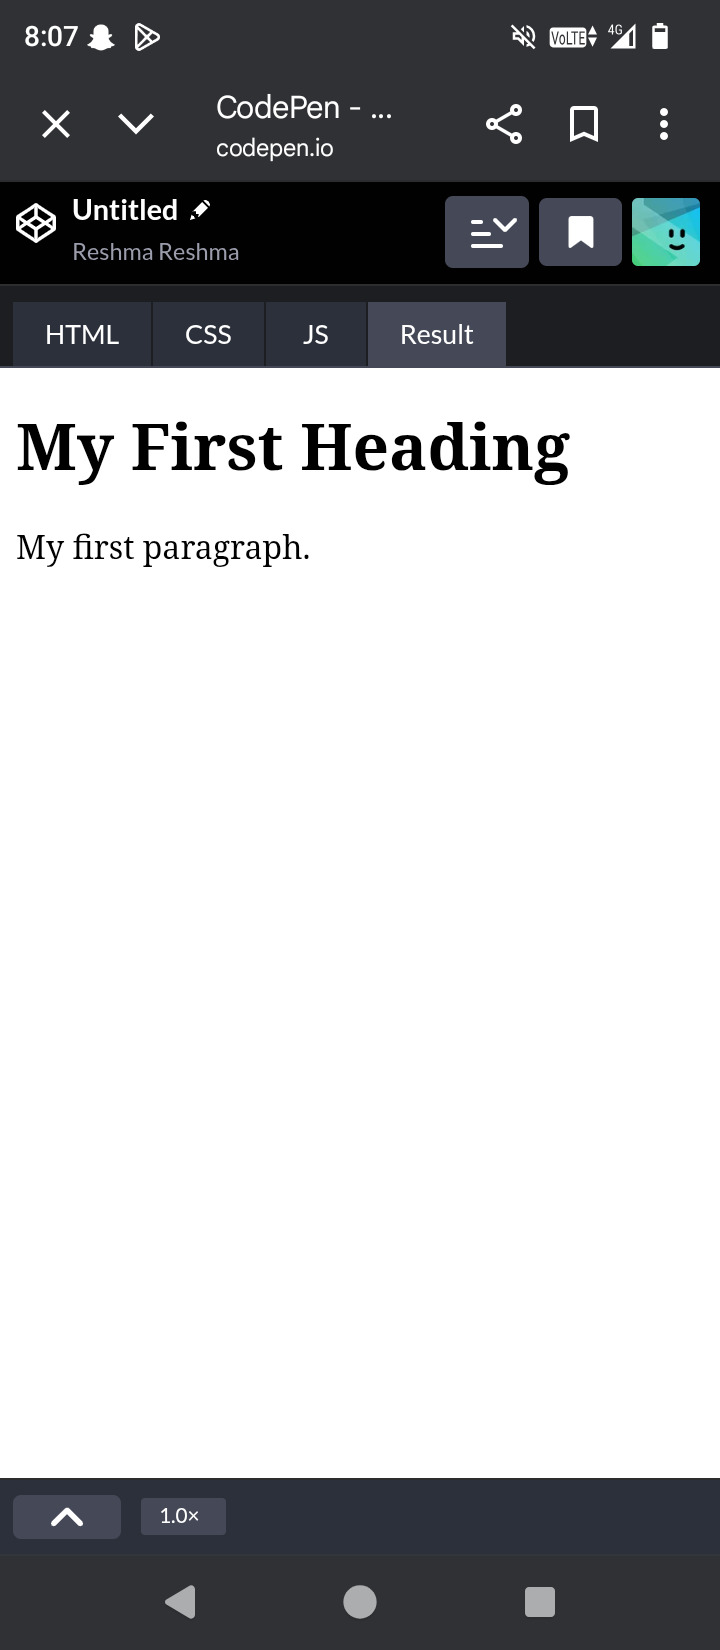 8:07
VoLTE 4G
CodePen - ...
codepen.io
Untitled
Reshma Reshma
HTML CSS JS Result
My First Heading
My first paragraph.
1.0×